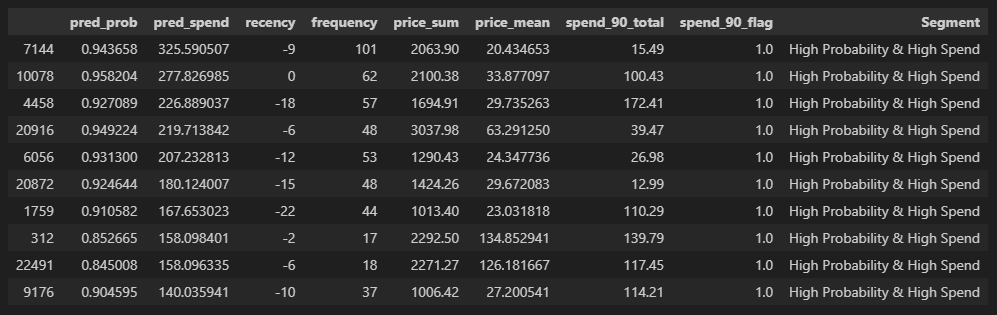 pred_prob pred_spend recency frequency price_sum price_mean spend_90_total spend_90_flag Segment
7144 0.943658 325.590507 -9 101 2063.90 20.434653 15.49 1.0 High Probability & High Spend
10078 0.958204 277.826985 0 62 2100.38 33.877097 100.43 1.0 High Probability & High Spend
4458 0.927089 226.889037 -18 57 1694.91 29.735263 172.41 1.0 High Probability & High Spend
20916 0.949224 219.713842 -6 48 3037.98 63.291250 39.47 1.0 High Probability & High Spend
6056 0.931300 207.232813 -12 53 1290.43 24.347736 26.98 1.0 High Probability & High Spend
20872 0.924644 180.124007 -15 48 1424.26 29.672083 12.99 1.0 High Probability & High Spend
1759 0.910582 167.653023 -22 44 1013.40 23.031818 110.29 1.0 High Probability & High Spend
312 0.852665 158.098401 -2 17 2292.50 134.852941 139.79 1.0 High Probability & High Spend
22491 0.845008 158.096335 -6 18 2271.27 126.181667 117.45 1.0 High Probability & High Spend
9176 0.904595 140.035941 -10 37 1006.42 27.200541 114.21 1.0 High Probability & High Spend